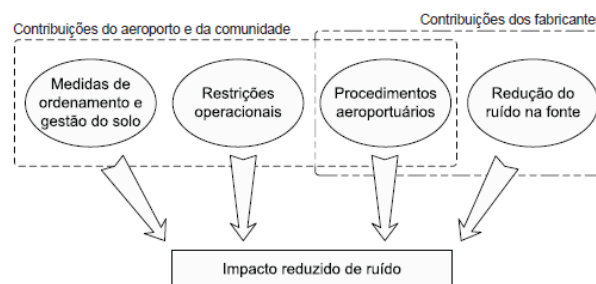 Contribuições do aeroporto e da comunidade
Contribuições dos fabricantes
Medidas de
ordenamento e
gestão do solo
Restrições
operacionais
Procedimentos
aeroportuários
Redução do
ruído na fonte
Impacto reduzido de ruído